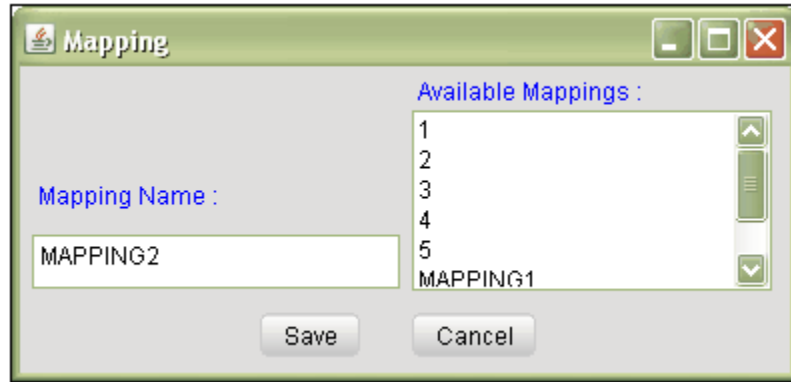 Mapping
Available Mappings :
1
2
3
4
5
MAPPING1
Mapping Name :
MAPPING2
Save
Cancel